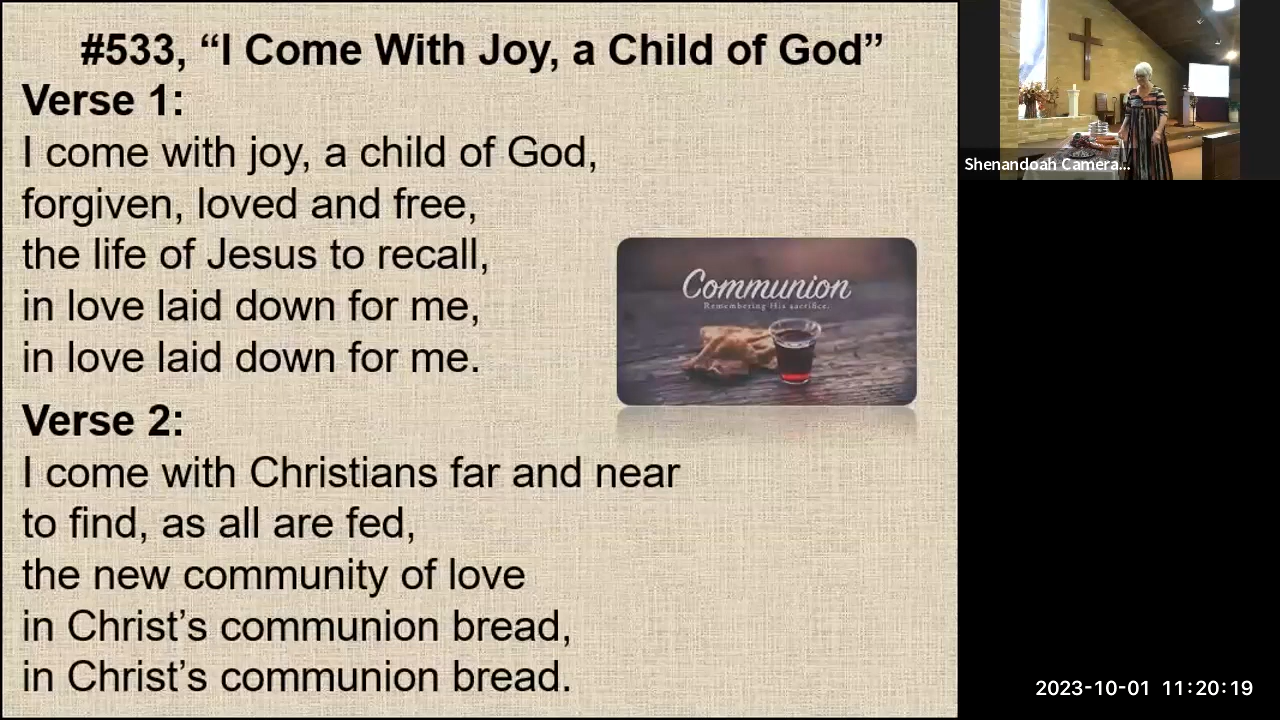 #533, “I Come With Joy, a Child of God”
Verse 1:
I come with joy, a child of God,
forgiven, loved and free,
the life of Jesus to recall,
in love laid down for me,
in love laid down for me.
Communion
Remembering His sacrifice.
Verse 2:
I come with Christians far and near
to find, as all are fed,
the new community of love
in Christ’s communion bread,
in Christ’s communion bread.
Shenandoah Camera...
2023-10-01 11:20:19